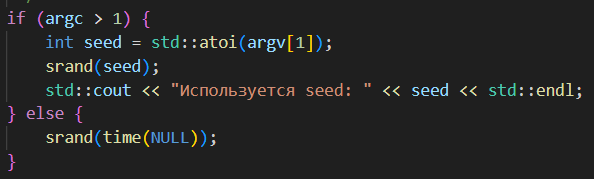 if (argc > 1) {
    int seed = std::atoi(argv[1]);
    srand(seed);
    std::cout << "Используется seed: " << seed << std::endl;
} else {
    srand(time(NULL));
}